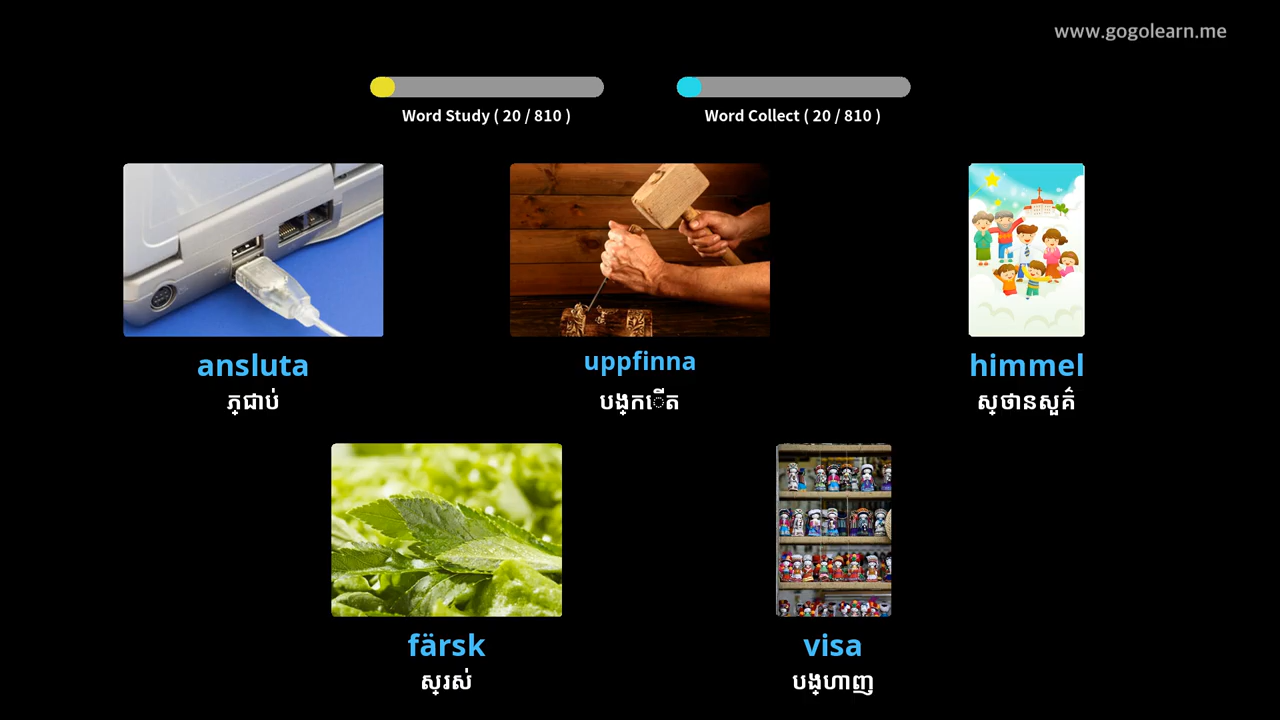 www.gogolearn.me
Word Study ( 20 / 810 )
Word Collect ( 20 / 810 )
ansluta
ភ្ជាប់
uppfinna
បង្កើត
himmel
ស្ថានសួគ៌
färsk
ស្រស់
visa
បង្ហាញ